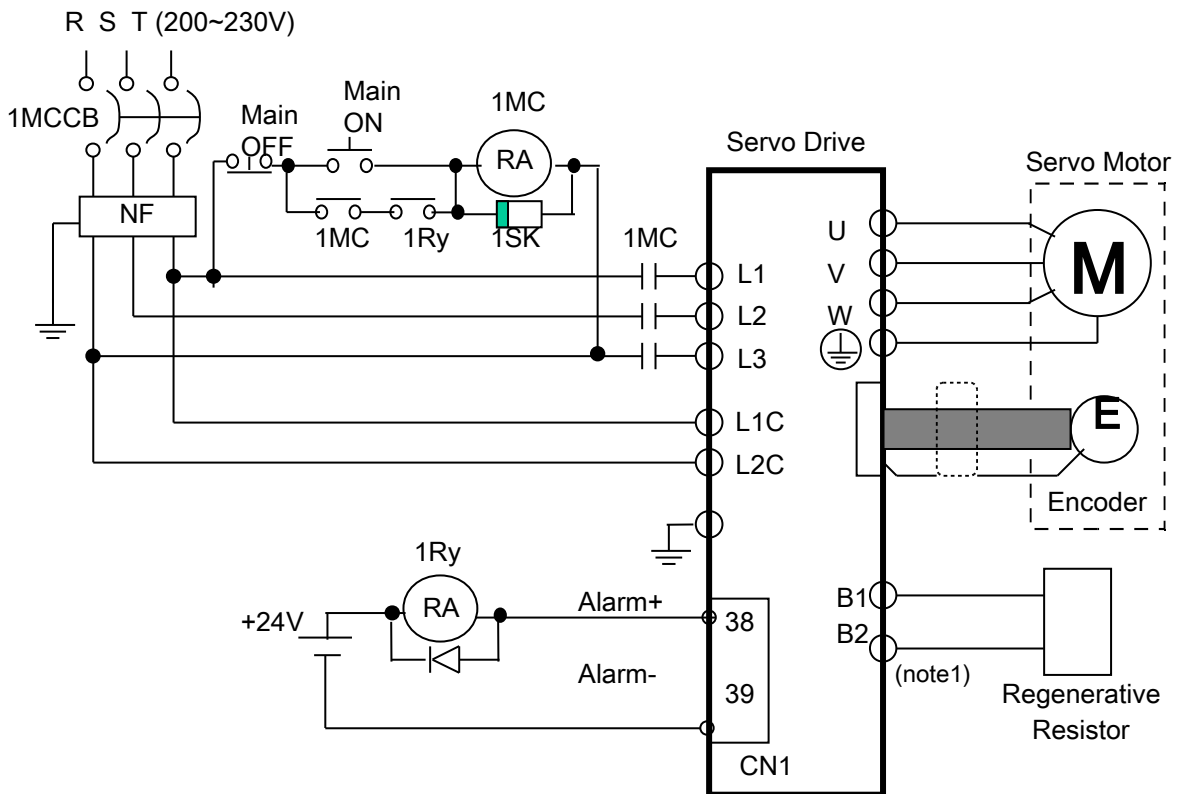 R S T (200~230V)
1MCCB
Main
OFF
Main
ON
1MC
RA
NF
1MC
1Ry
1SK
1MC
Servo Drive
Servo Motor
U
V
W
M
L1
L2
L3
L1C
L2C
E
Encoder
1Ry
RA
+24V
Alarm+
38
Alarm-
39
CN1
B1
B2
(note1)
Regenerative
Resistor